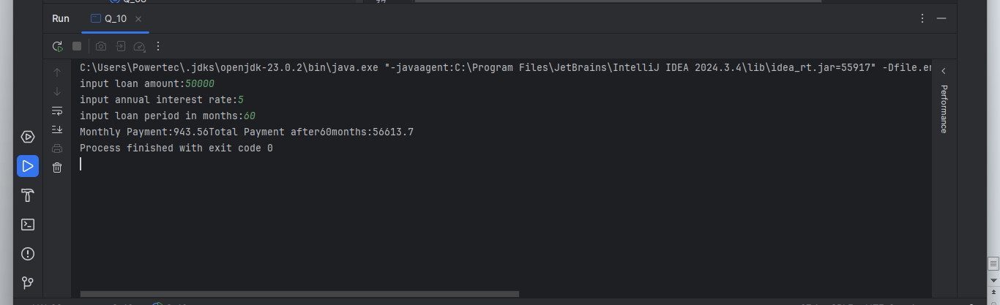 Run Q_10
C:\Users\Powertec\.jdks\openjdk-23.0.2\bin\java.exe "-javaagent:C:\Program Files\JetBrains\IntelliJ IDEA 2024.3.4\lib\idea_rt.jar=55917" -Dfile.en
input loan amount:50000
input annual interest rate:5
input loan period in months:60
Monthly Payment:943.56Total Payment after60months:56613.7
Process finished with exit code 0
Performance